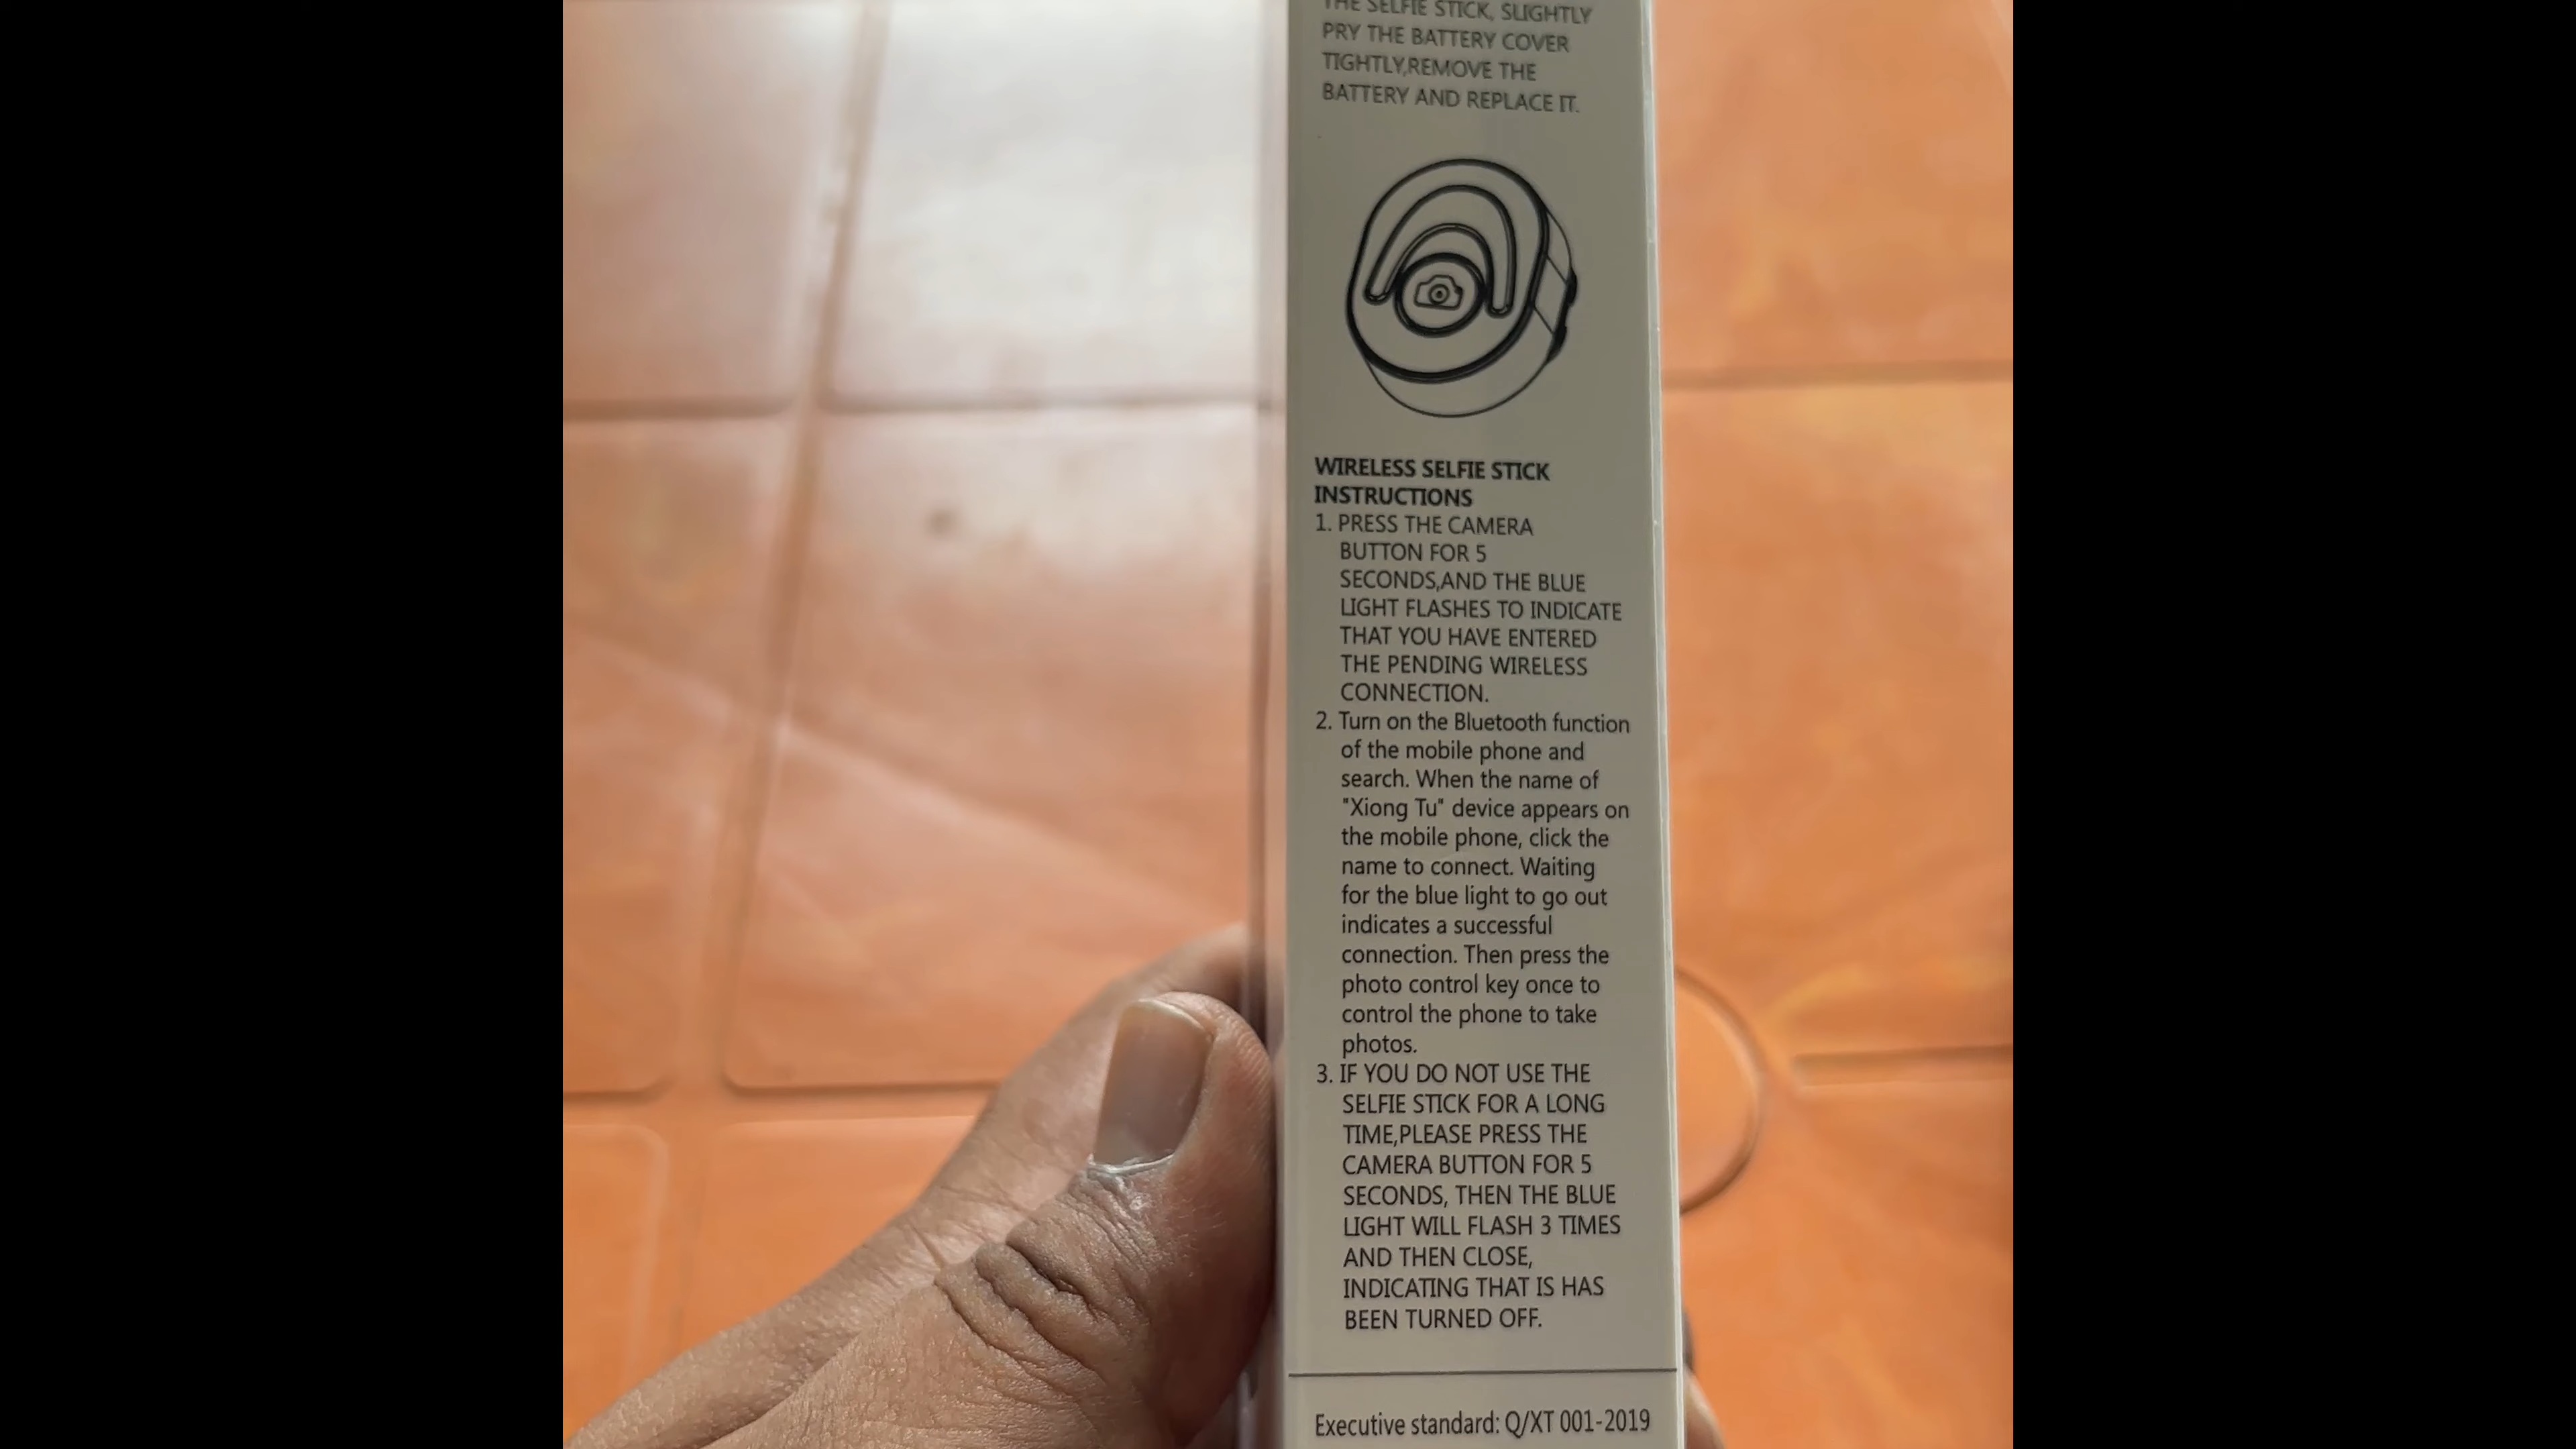 THE SELFIE STICK, SLIGHTLY
PRY THE BATTERY COVER
TIGHTLY,REMOVE THE
BATTERY AND REPLACE IT.
WIRELESS SELFIE STICK
INSTRUCTIONS
1. PRESS THE CAMERA
BUTTON FOR 5
SECONDS,AND THE BLUE
LIGHT FLASHES TO INDICATE
THAT YOU HAVE ENTERED
THE PENDING WIRELESS
CONNECTION.
2. Turn on the Bluetooth function
of the mobile phone and
search. When the name of
"Xiong Tu" device appears on
the mobile phone, click the
name to connect. Waiting
for the blue light to go out
indicates a successful
connection. Then press the
photo control key once to
control the phone to take
photos.
3. IF YOU DO NOT USE THE
SELFIE STICK FOR A LONG
TIME,PLEASE PRESS THE
CAMERA BUTTON FOR 5
SECONDS, THEN THE BLUE
LIGHT WILL FLASH 3 TIMES
AND THEN CLOSE,
INDICATING THAT IS HAS
BEEN TURNED OFF.
Executive standard: Q/XT 001-2019